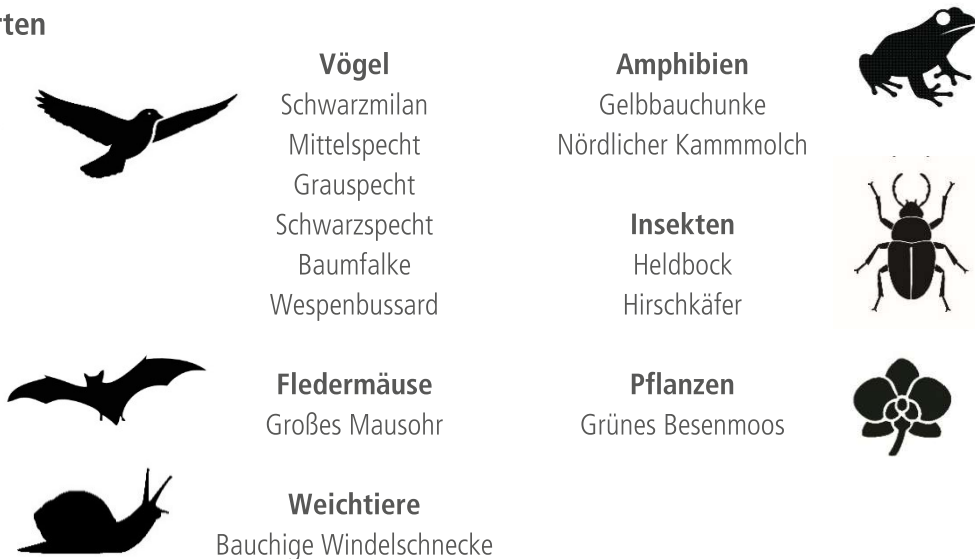 Vögel
Schwarzmilan
Mittelspecht
Grauspecht
Schwarzspecht
Baumfalke
Wespenbussard
Fledermäuse
Großes Mausohr
Weichtiere
Bauchige Windelschnecke
Amphibien
Gelbbauchunke
Nördlicher Kammmolch
Insekten
Heldbock
Hirschkäfer
Pflanzen
Grünes Besenmoos